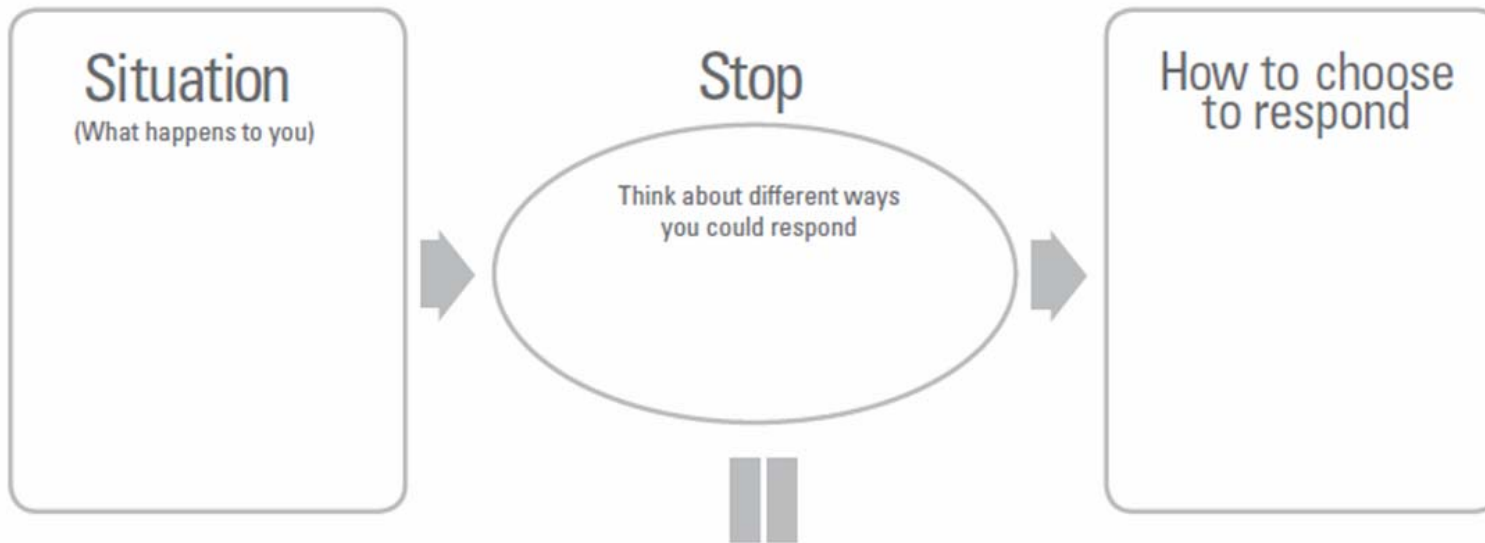 Situation
(What happens to you)
Stop
Think about different ways
you could respond
How to choose
to respond